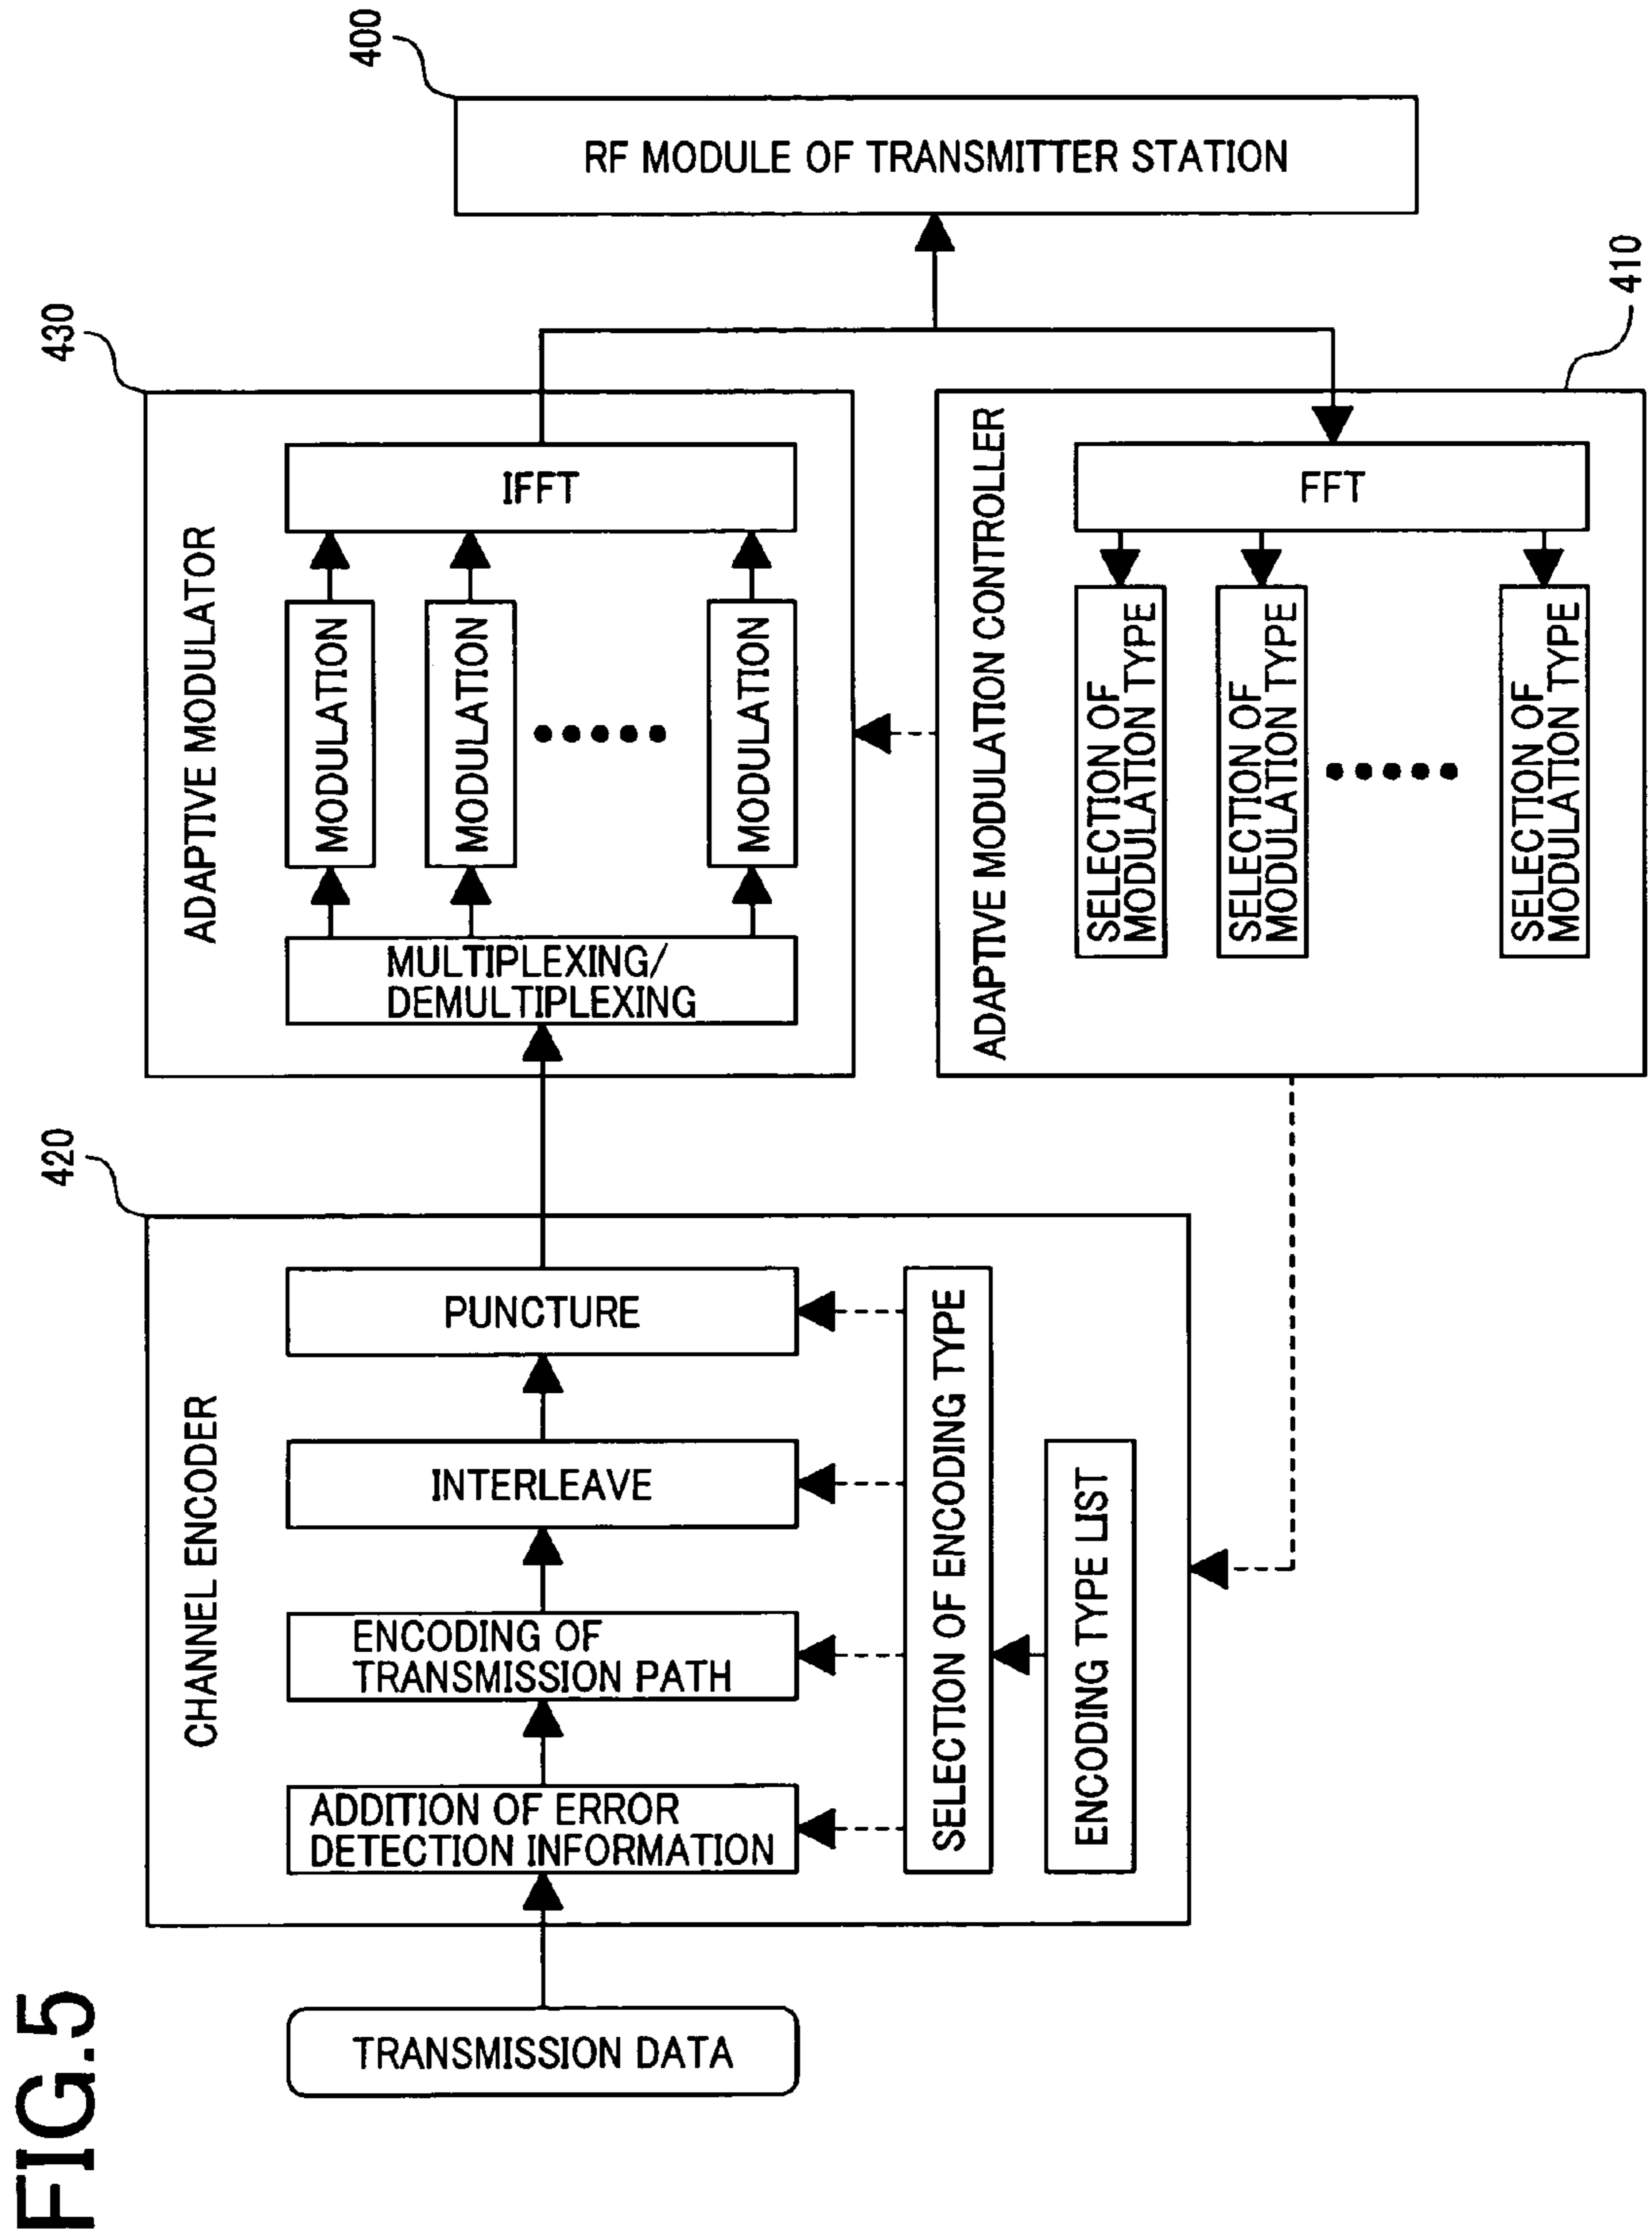 FIG.5
420
CHANNEL ENCODER
TRANSMISSION DATA
ADDITION OF ERROR
DETECTION INFORMATION
ENCODING OF
TRANSMISSION PATH
INTERLEAVE
PUNCTURE
SELECTION OF ENCODING TYPE
ENCODING TYPE LIST
430
ADAPTIVE MODULATOR
MULTIPLEXING/
DEMULTIPLEXING
MODULATION
MODULATION
MODULATION
IFFT
400
RF MODULE OF TRANSMITTER STATION
410
ADAPTIVE MODULATION CONTROLLER
FFT
SELECTION OF
MODULATION TYPE
SELECTION OF
MODULATION TYPE
SELECTION OF
MODULATION TYPE